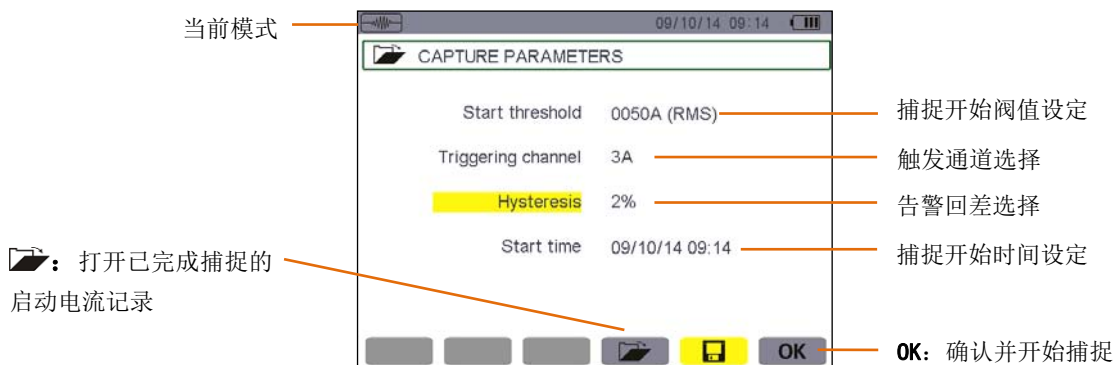 当前模式
09/10/14 09:14
CAPTURE PARAMETERS
Start threshold 0050A (RMS)
捕捉开始阀值设定
Triggering channel 3A
触发通道选择
Hysteresis 2%
告警回差选择
Start time 09/10/14 09:14
捕捉开始时间设定
：打开已完成捕捉的
启动电流记录
OK
OK：确认并开始捕捉